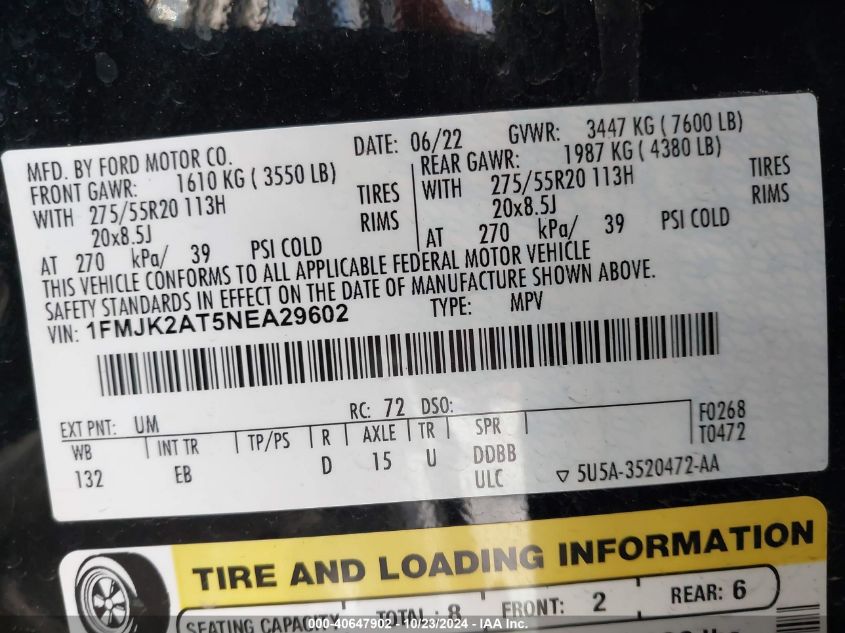 MFD. BY FORD MOTOR CO.
DATE: 06/22
GVWR: 3447 KG ( 7600 LB)
FRONT GAWR: 1610 KG ( 3550 LB)
REAR GAWR: 1987 KG ( 4380 LB)
WITH 275/55R20 113H TIRES
WITH 275/55R20 113H TIRES
20x8.5J RIMS
20x8.5J RIMS
AT 270 kPa/ 39 PSI COLD
AT 270 kPa/ 39 PSI COLD
THIS VEHICLE CONFORMS TO ALL APPLICABLE FEDERAL MOTOR VEHICLE
SAFETY STANDARDS IN EFFECT ON THE DATE OF MANUFACTURE SHOWN ABOVE.
VIN: 1FMJK2AT5NEA29602
TYPE: MPV
EXT PNT: UM RC: 72 DSO:
WB INT TR TP/PS R AXLE TR SPR F0268
132 EB D 15 U DDBB T0472
ULC ▽ 5U5A-3520472-AA
TIRE AND LOADING INFORMATION
SEATING CAPACITY TOTAL: 8 FRONT: 2 REAR: 6
000-40647902 - 10/23/2024 - IAA Inc.